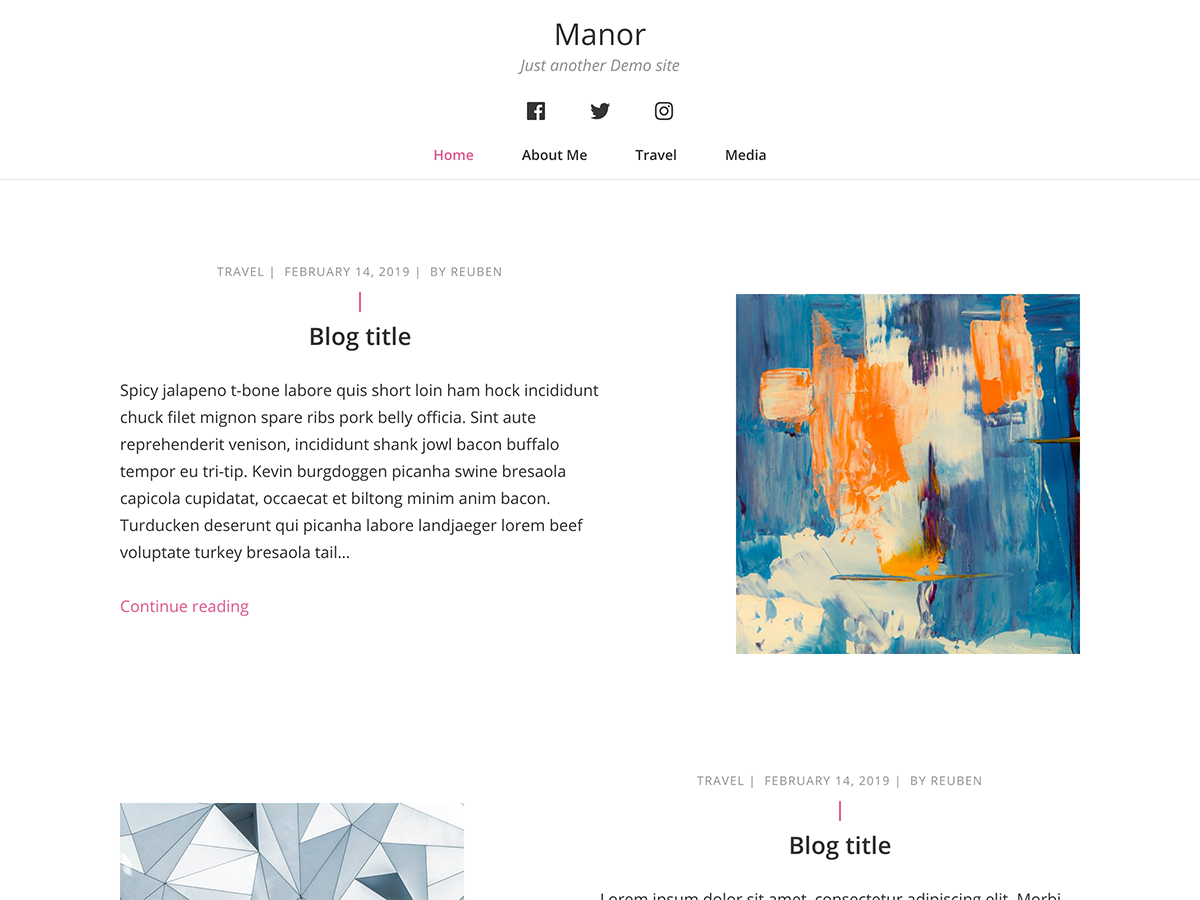 Manor
Just another Demo site
Home About Me Travel Media
TRAVEL | FEBRUARY 14, 2019 | BY REUBEN
Blog title
Spicy jalapeno t-bone labore quis short loin ham hock incididunt
chuck filet mignon spare ribs pork belly officia. Sint aute
reprehenderit venison, incididunt shank jowl bacon buffalo
tempor eu tri-tip. Kevin burgdoggen picanha swine bresaola
capicola cupidatat, occaecat et biltong minim anim bacon.
Turducken deserunt qui picanha labore landjaeger lorem beef
voluptate turkey bresaola tail...
Continue reading
TRAVEL | FEBRUARY 14, 2019 | BY REUBEN
Blog title
Lorem ipsum dolor sit amet, consectetur adipiscing elit. Morbi